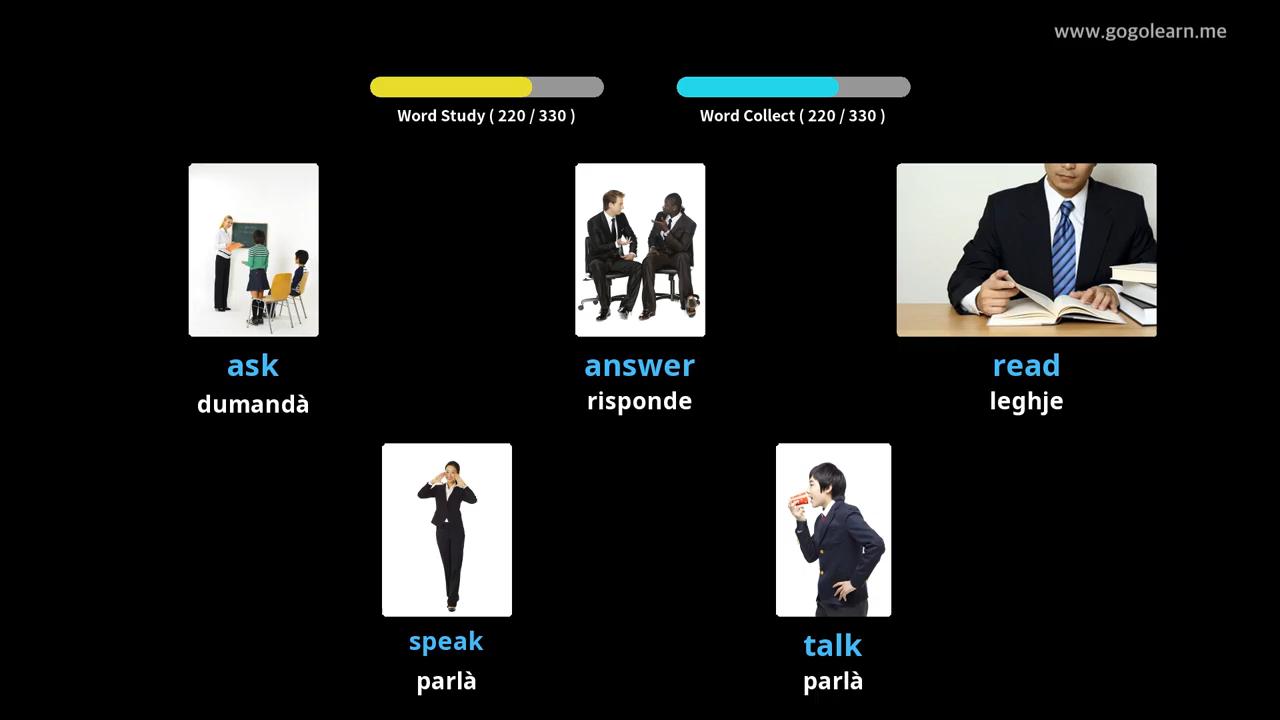 www.gogolearn.me
Word Study ( 220 / 330 )
Word Collect ( 220 / 330 )
ask
dumandà
answer
risponde
read
leghje
speak
parlà
talk
parlà